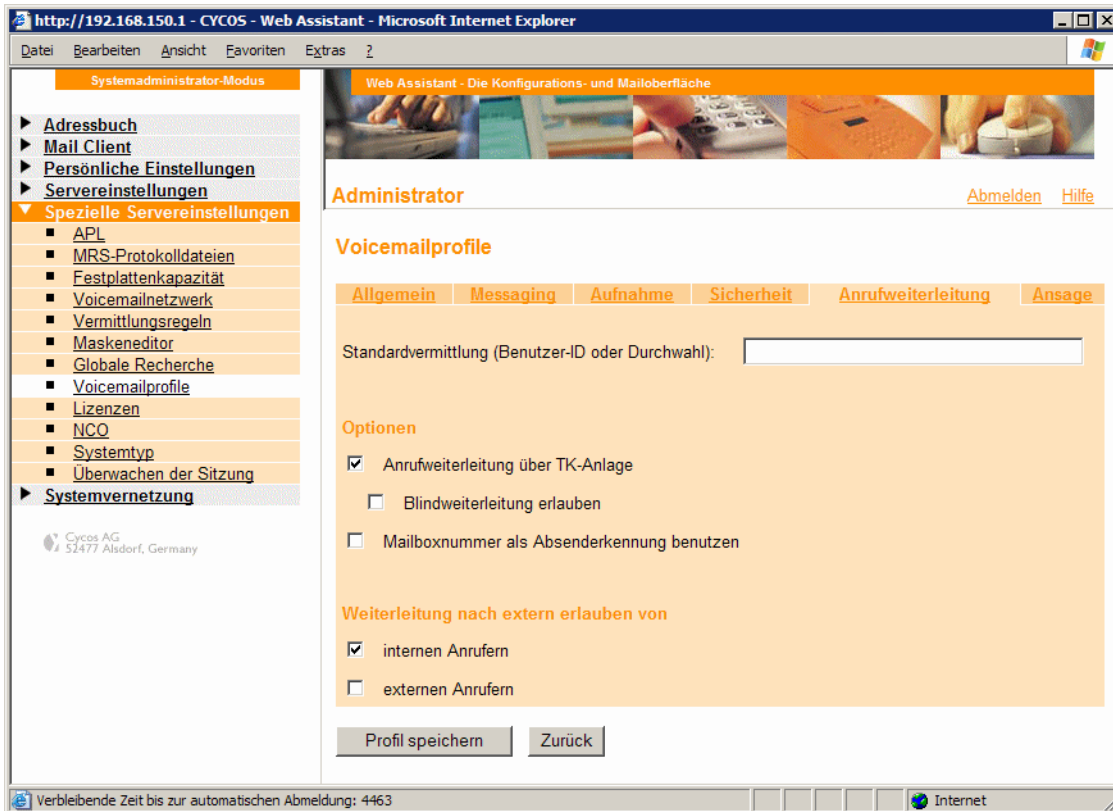 http://192.168.150.1 - CYCOS - Web Assistant - Microsoft Internet Explorer
Datei Bearbeiten Ansicht Favoriten Extras ?
Systemadministrator-Modus
Adressbuch
Mail Client
Persönliche Einstellungen
Servereinstellungen
Spezielle Servereinstellungen
APL
MRS-Protokolldateien
Festplattenkapazität
Voicemailnetzwerk
Vermittlungsregeln
Maskeneditor
Globale Recherche
Voicemailprofile
Lizenzen
NCO
Systemtyp
Überwachen der Sitzung
Systemvernetzung
Cycos AG
52477 Alsdorf, Germany
Web Assistant - Die Konfigurations- und Mailoberfläche
Administrator
Abmelden Hilfe
Voicemailprofile
Allgemein Messaging Aufnahme Sicherheit Anrufweiterleitung Ansage
Standardvermittlung (Benutzer-ID oder Durchwahl):
Optionen
Anrufweiterleitung über TK-Anlage
Blindweiterleitung erlauben
Mailboxnummer als Absenderkennung benutzen
Weiterleitung nach extern erlauben von
internen Anrufern
externen Anrufern
Profil speichern Zurück
Verbleibende Zeit bis zur automatischen Abmeldung: 4463
Internet